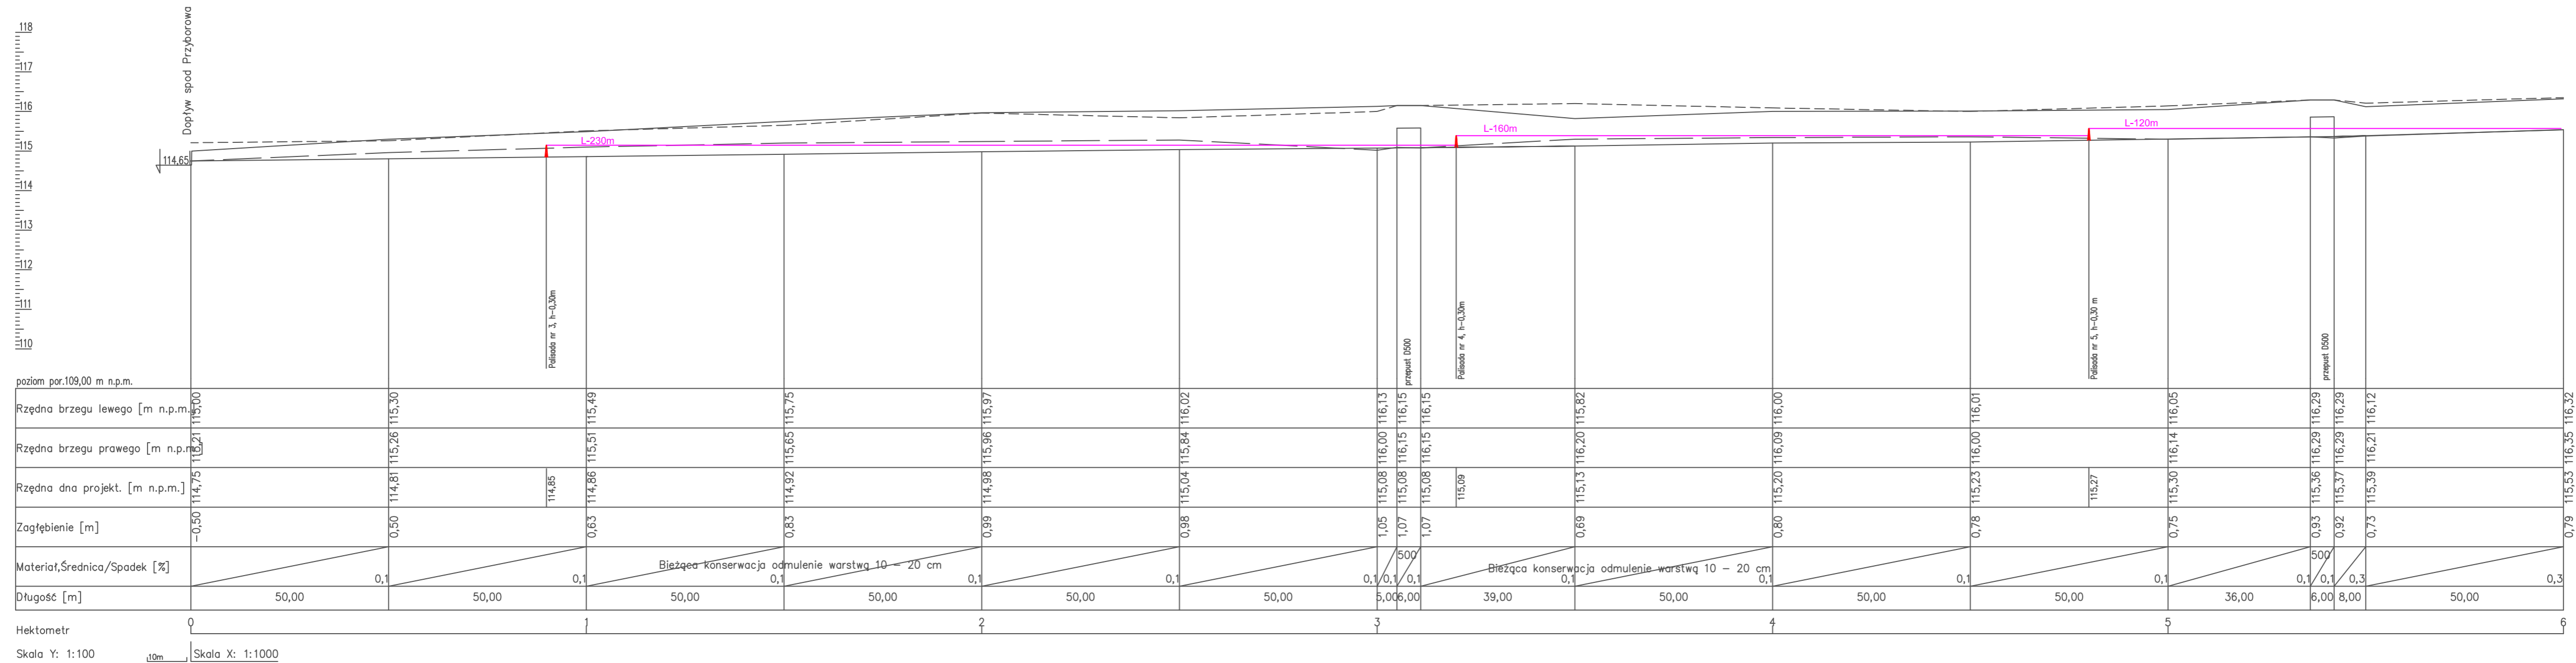 118
117
116
115
114
113
112
111
110
Dopływ spod Przyborowa
114,65
L-230m
L-160m
L-120m
Palisada nr 3, h-0,30m
przepust D500
Palisada nr 4, h-0,30m
Palisada nr 5, h-0,30 m
przepust D500
poziom por.109,00 m n.p.m.
Rzędna brzegu lewego [m n.p.m.] 115,00 115,30 115,49 115,75 115,97 116,02 116,13 116,15 116,15 115,82 116,00 116,01 116,05 116,29 116,29 116,12 116,32
Rzędna brzegu prawego [m n.p.m.] 115,21 115,26 115,51 115,65 115,96 115,84 116,00 116,15 116,15 116,20 116,09 116,00 116,14 116,29 116,29 116,21 116,35
Rzędna dna projekt. [m n.p.m.] 114,75 114,81 114,85 114,86 114,92 114,98 115,04 115,08 115,08 115,08 115,09 115,13 115,20 115,23 115,27 115,30 115,36 115,37 115,39 115,53
Zagłębienie [m] -0,50 0,50 0,63 0,83 0,99 0,98 1,05 1,07 1,07 0,69 0,80 0,78 0,75 0,93 0,92 0,73 0,79
500 500
Materiał,Średnica/Spadek [%] Bieżąca konserwacja odmulenie warstwą 10 - 20 cm Bieżąca konserwacja odmulenie warstwą 10 - 20 cm
0,1 0,1 0,1 0,1 0,1 0,1 0,1 0,1 0,1 0,1 0,1 0,1 0,1 0,1 0,3 0,3
Długość [m] 50,00 50,00 50,00 50,00 50,00 50,00 5,00 6,00 39,00 50,00 50,00 50,00 36,00 6,00 8,00 50,00
Hektometr 0 1 2 3 4 5 6
Skala Y: 1:100 10m Skala X: 1:1000